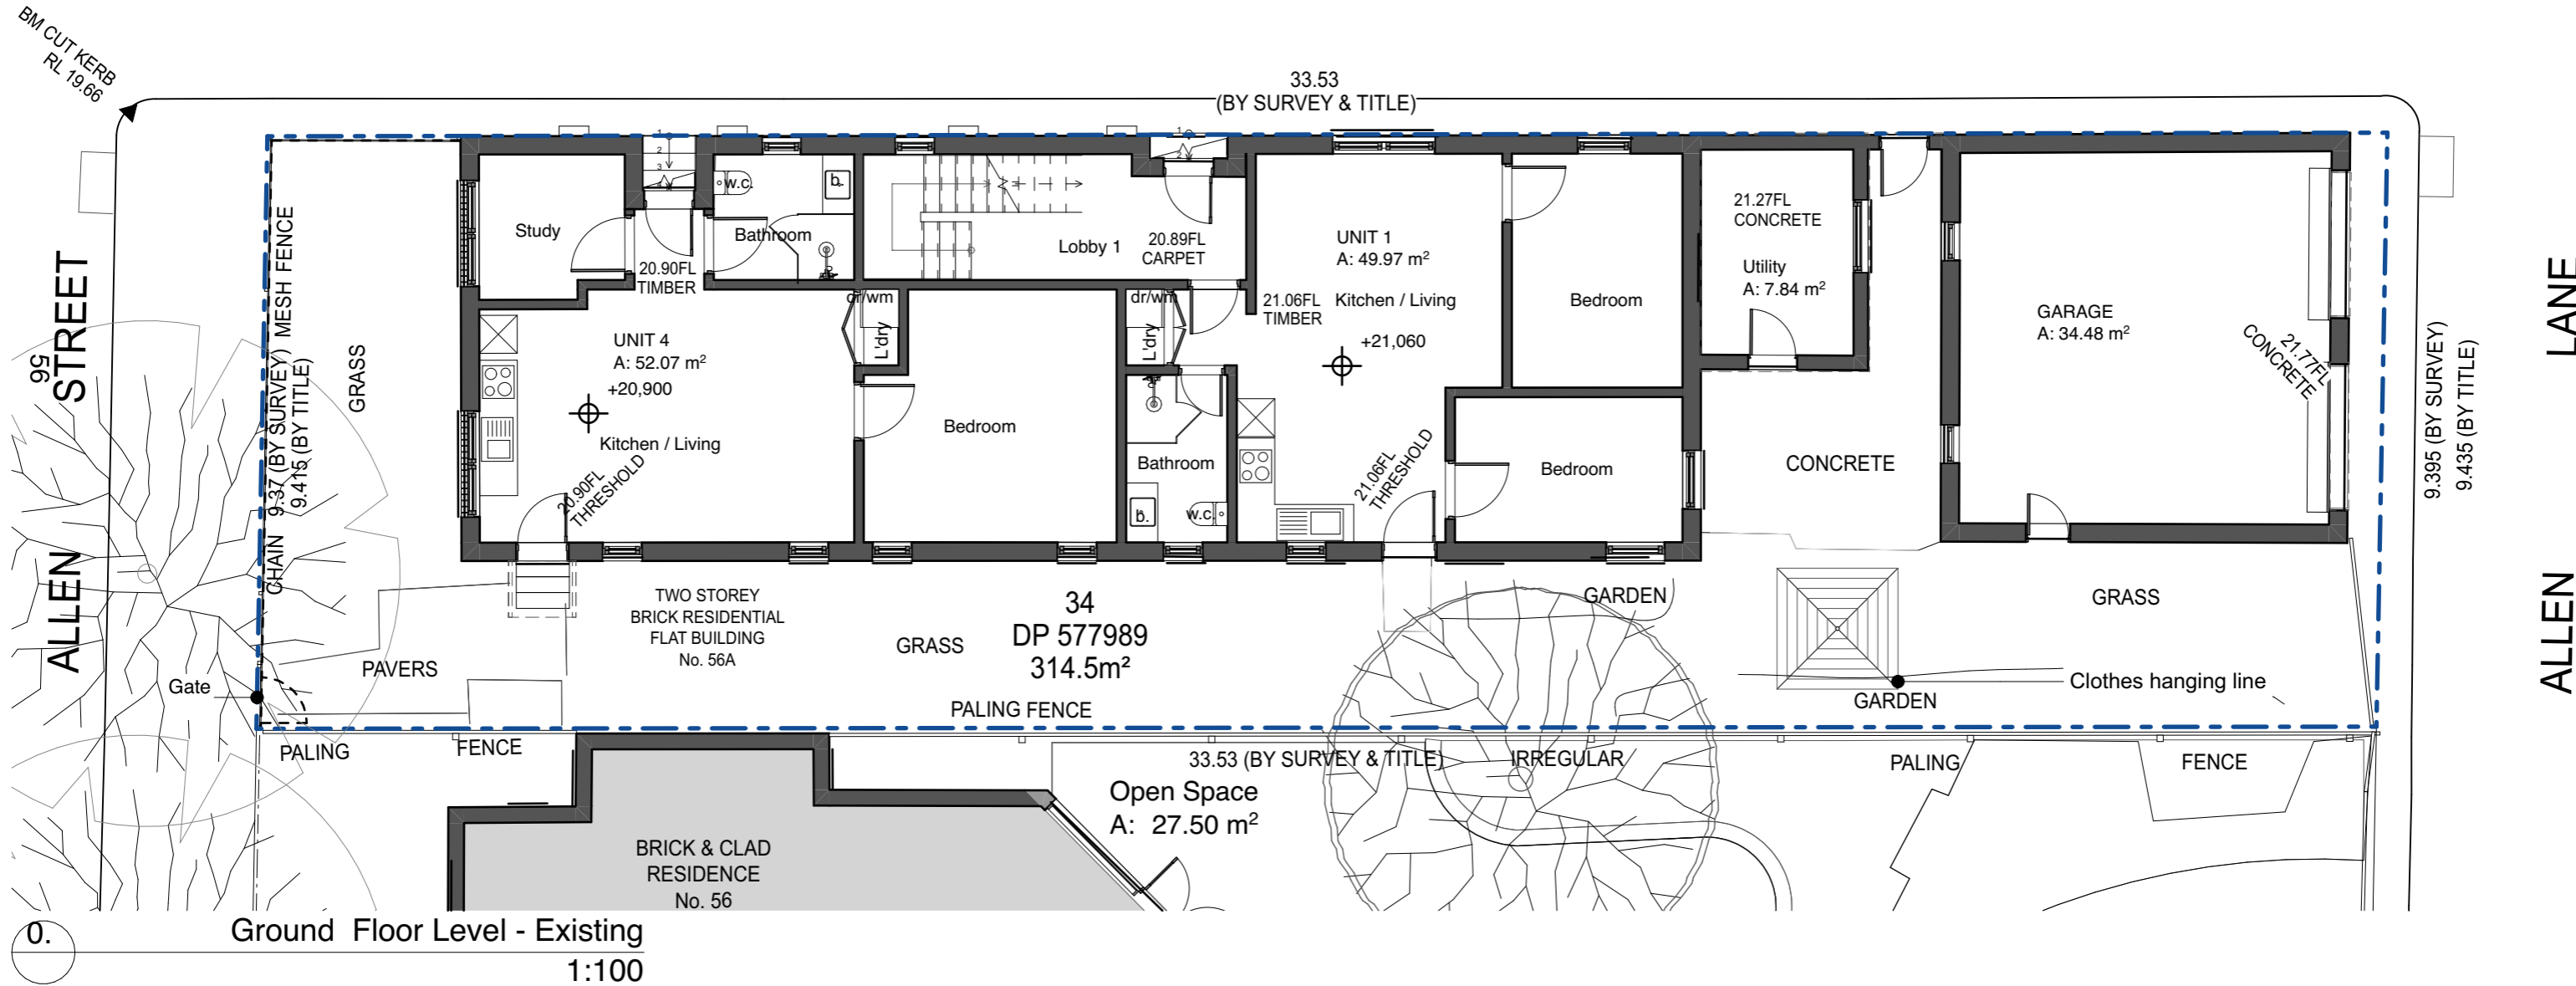 BM CUT KERB
RL 19.66
33.53
(BY SURVEY & TITLE)
ALLEN STREET
56
CHAIN MESH FENCE
9.37 (BY SURVEY)
9.415 (BY TITLE)
GRASS
Study
1
2
3
20.90FL
TIMBER
w.c.
b.
Bathroom
Lobby 1
20.89FL
CARPET
1
2
UNIT 1
A: 49.97 m²
21.06FL
TIMBER
Kitchen / Living
+21,060
Bedroom
21.27FL
CONCRETE
Utility
A: 7.84 m²
GARAGE
A: 34.48 m²
21.77FL
CONCRETE
9.395 (BY SURVEY)
9.435 (BY TITLE)
ALLEN LANE
UNIT 4
A: 52.07 m²
+20,900
Kitchen / Living
20.90FL
THRESHOLD
dr/wm
L'dry
Bedroom
dr/wm
L'dry
Bathroom
b.
w.c.
21.06FL
THRESHOLD
Bedroom
CONCRETE
TWO STOREY
BRICK RESIDENTIAL
FLAT BUILDING
No. 56A
GRASS
34
DP 577989
314.5m²
GARDEN
GRASS
PAVERS
Gate
Clothes hanging line
GARDEN
PALING FENCE
PALING
FENCE
33.53 (BY SURVEY & TITLE)
IRREGULAR
PALING
FENCE
Open Space
A: 27.50 m²
BRICK & CLAD
RESIDENCE
No. 56
0.
Ground Floor Level - Existing
1:100